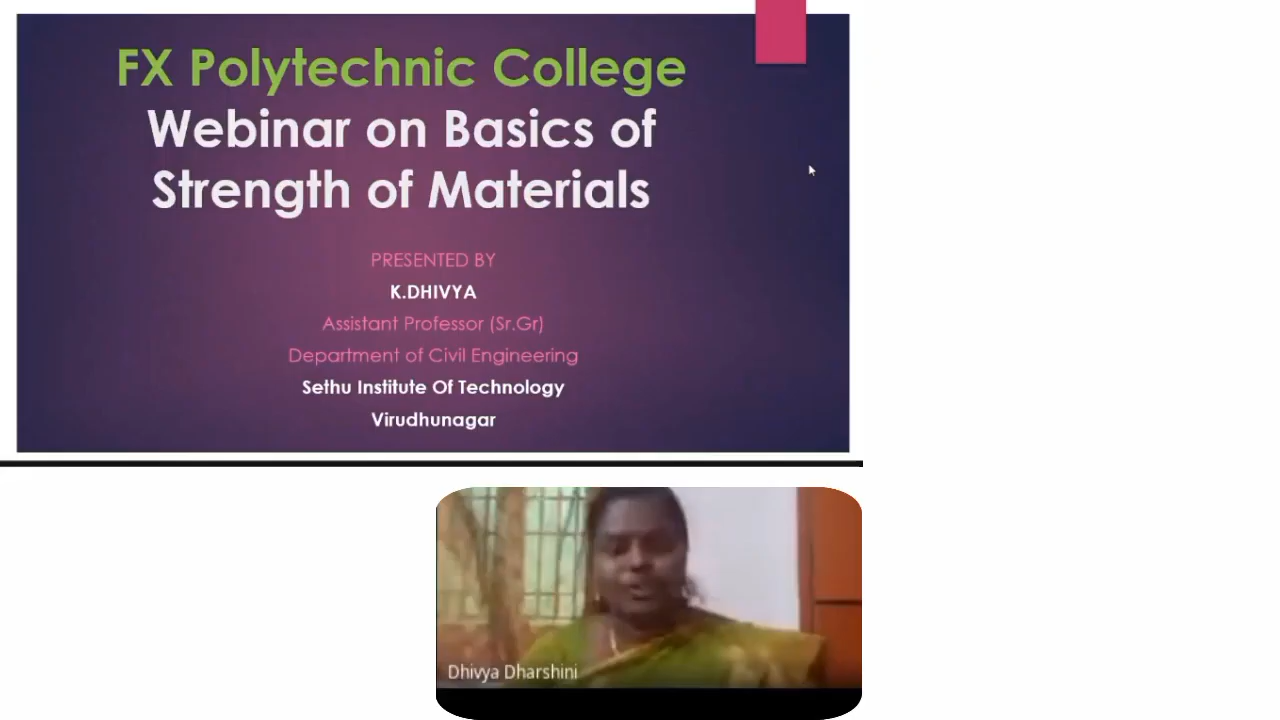 FX Polytechnic College
Webinar on Basics of
Strength of Materials
PRESENTED BY
K.DHIVYA
Assistant Professor (Sr.Gr)
Department of Civil Engineering
Sethu Institute Of Technology
Virudhunagar
Dhivya Dharshini